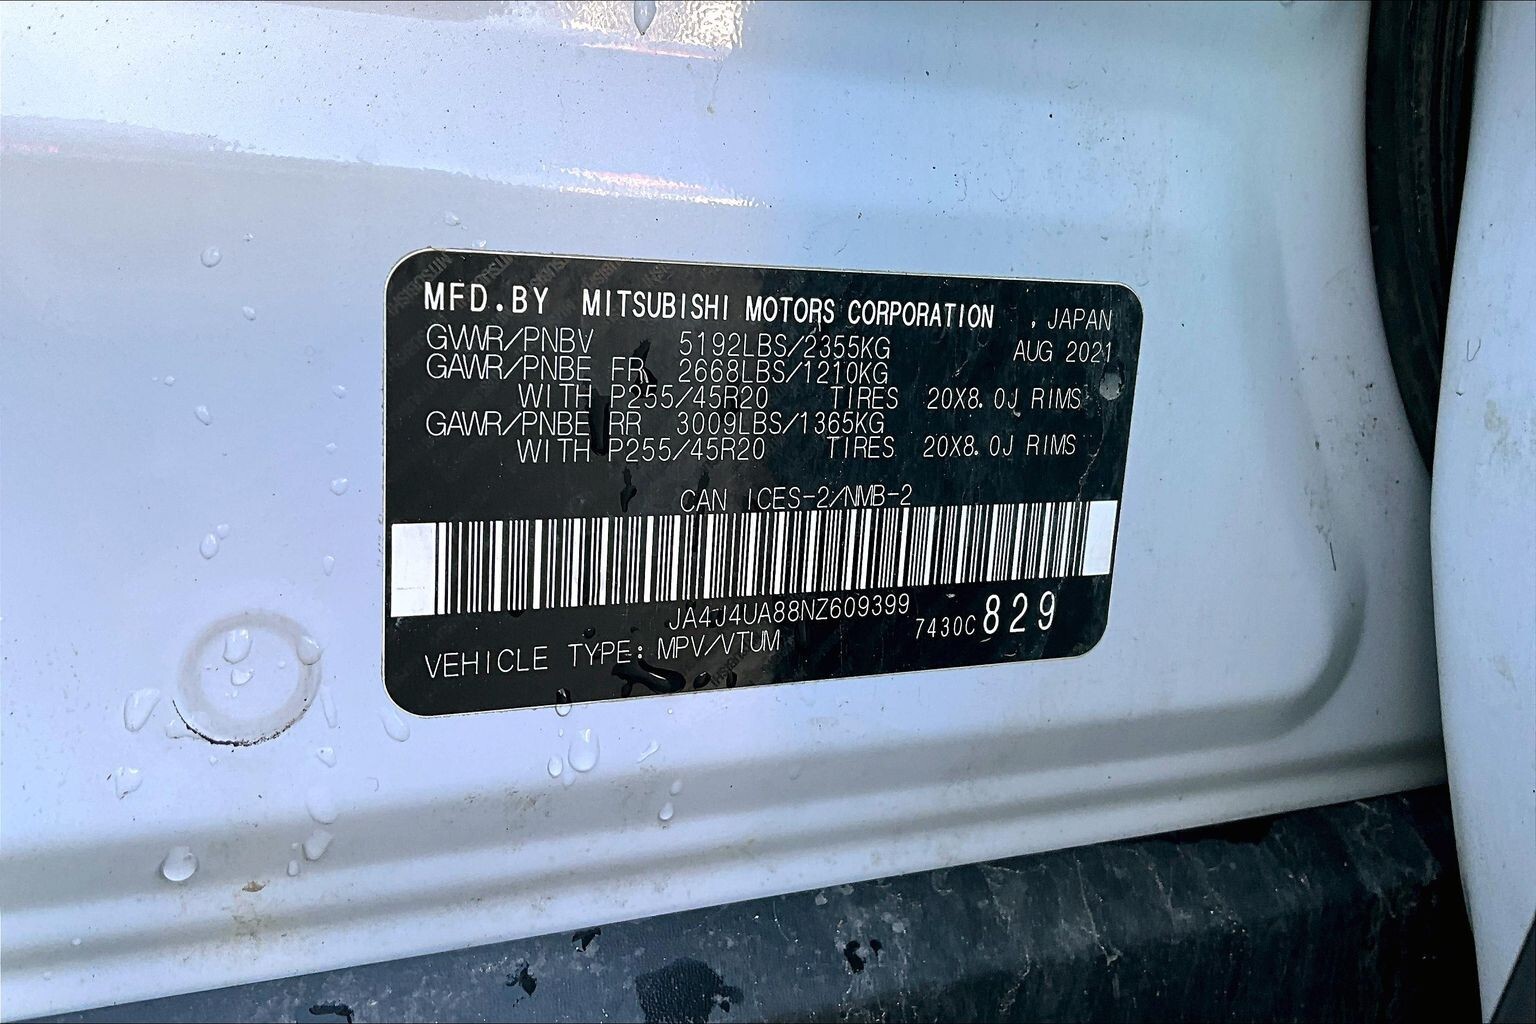 MFD.BY MITSUBISHI MOTORS CORPORATION , JAPAN
GVWR/PNBV 5192LBS/2355KG AUG 2021
GAWR/PNBE FR 2668LBS/1210KG
WITH P255/45R20 TIRES 20X8.0J RIMS
GAWR/PNBE RR 3009LBS/1365KG
WITH P255/45R20 TIRES 20X8.0J RIMS
CAN ICES-2/NMB-2
JA4J4UA88NZ609399
7430C 829
VEHICLE TYPE: MPV/VTUM